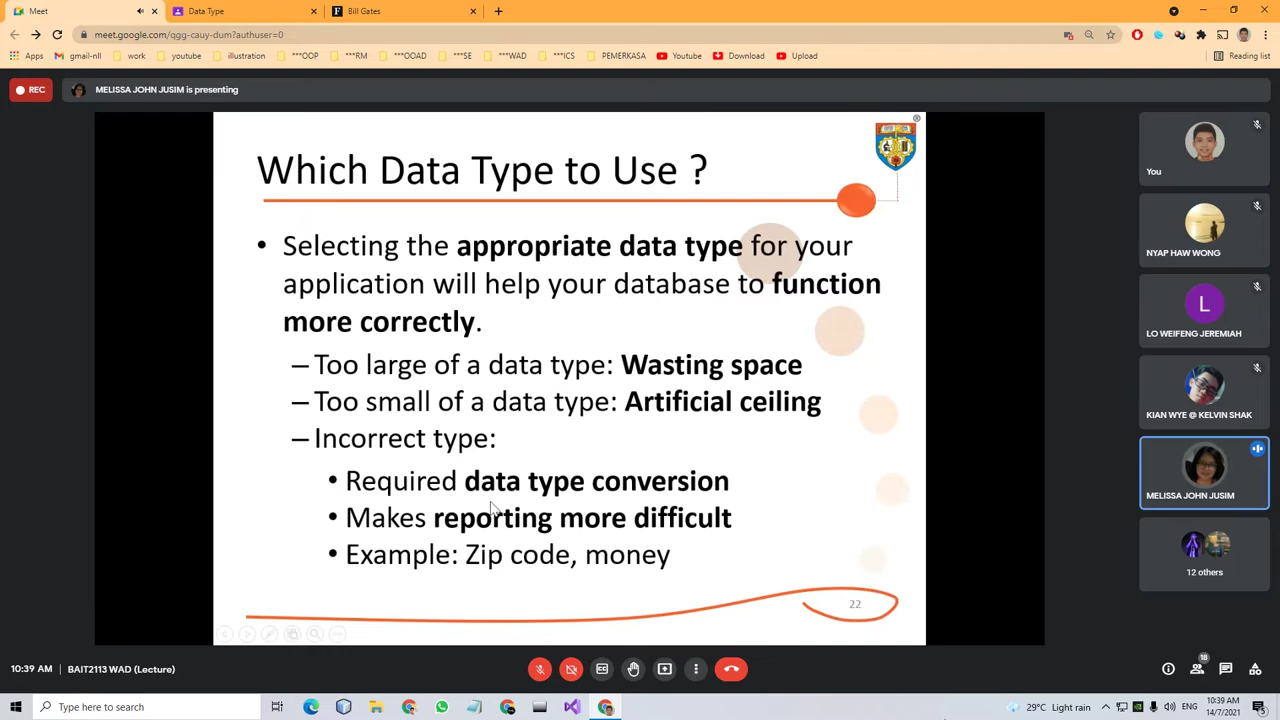 Meet
Data Type
Bill Gates
meet.google.com/qgg-cauy-dum?authuser=0
Apps
gmail-nll
work
youtube
illustration
***OOP
***RM
***OOAD
***SE
***WAD
***ICS
PEMERKASA
Youtube
Download
Upload
Reading list
REC
MELISSA JOHN JUSIM is presenting
Which Data Type to Use ?
• Selecting the appropriate data type for your
application will help your database to function
more correctly.
– Too large of a data type: Wasting space
– Too small of a data type: Artificial ceiling
– Incorrect type:
• Required data type conversion
• Makes reporting more difficult
• Example: Zip code, money
22
You
NYAP HAW WONG
L
LO WEIFENG JEREMIAH
KIAN WYE @ KELVIN SHAK
MELISSA JOHN JUSIM
12 others
10:39 AM
BAIT2113 WAD (Lecture)
18
Type here to search
29°C Light rain
ENG
10:39 AM
14/7/2021
5